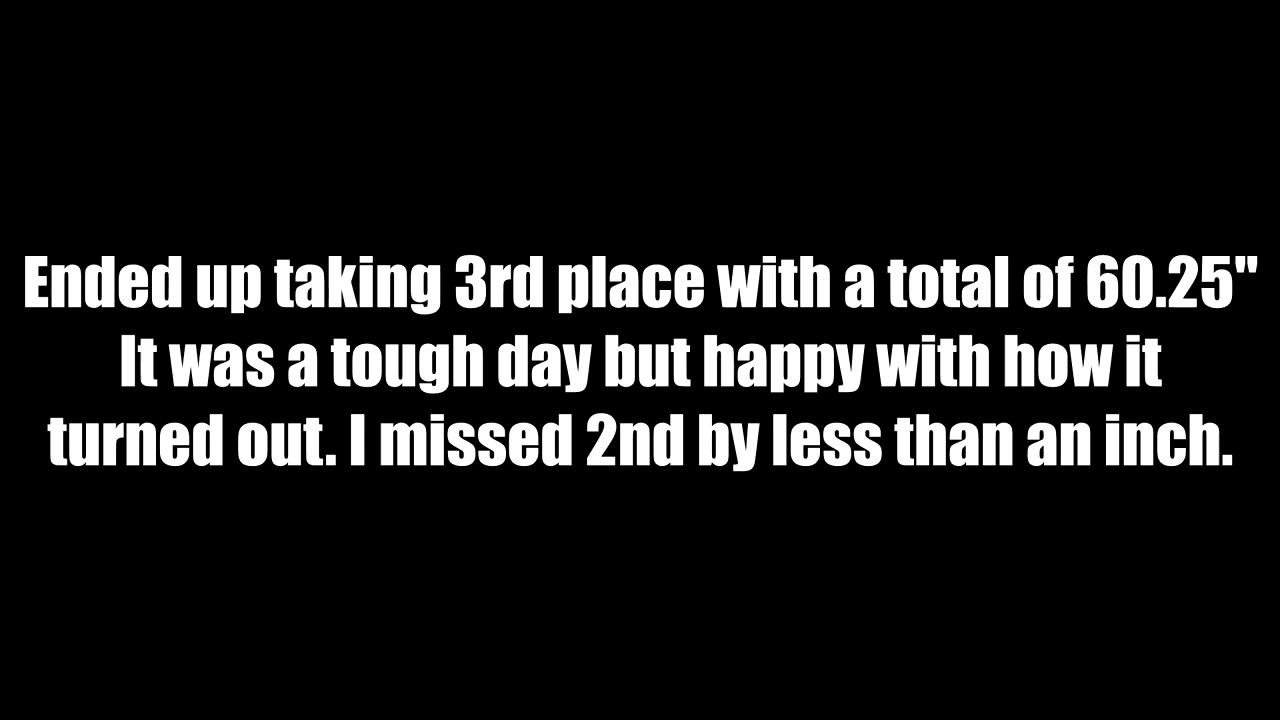 Ended up taking 3rd place with a total of 60.25"
It was a tough day but happy with how it
turned out. I missed 2nd by less than an inch.